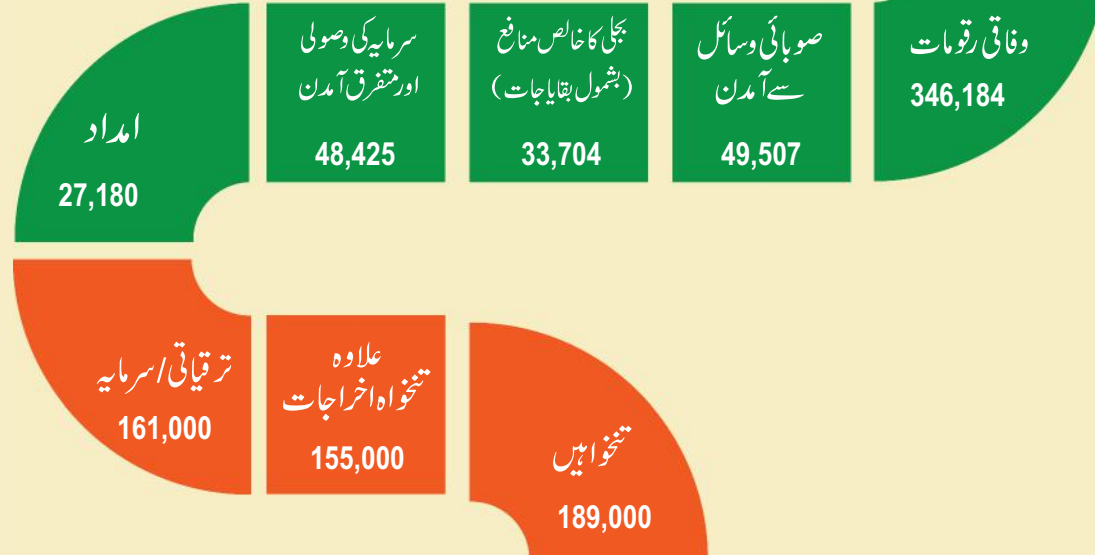 وفاقی رقومات
346,184
صوبائی وسائل
سے آمدن
49,507
بجلی کا خالص منافع
(بشمول بقایاجات)
33,704
سرمایہ کی وصولی
اور متفرق آمدن
48,425
امداد
27,180
ترقیاتی/سرمایہ
161,000
علاوہ
تنخواہ اخراجات
155,000
تنخواہیں
189,000